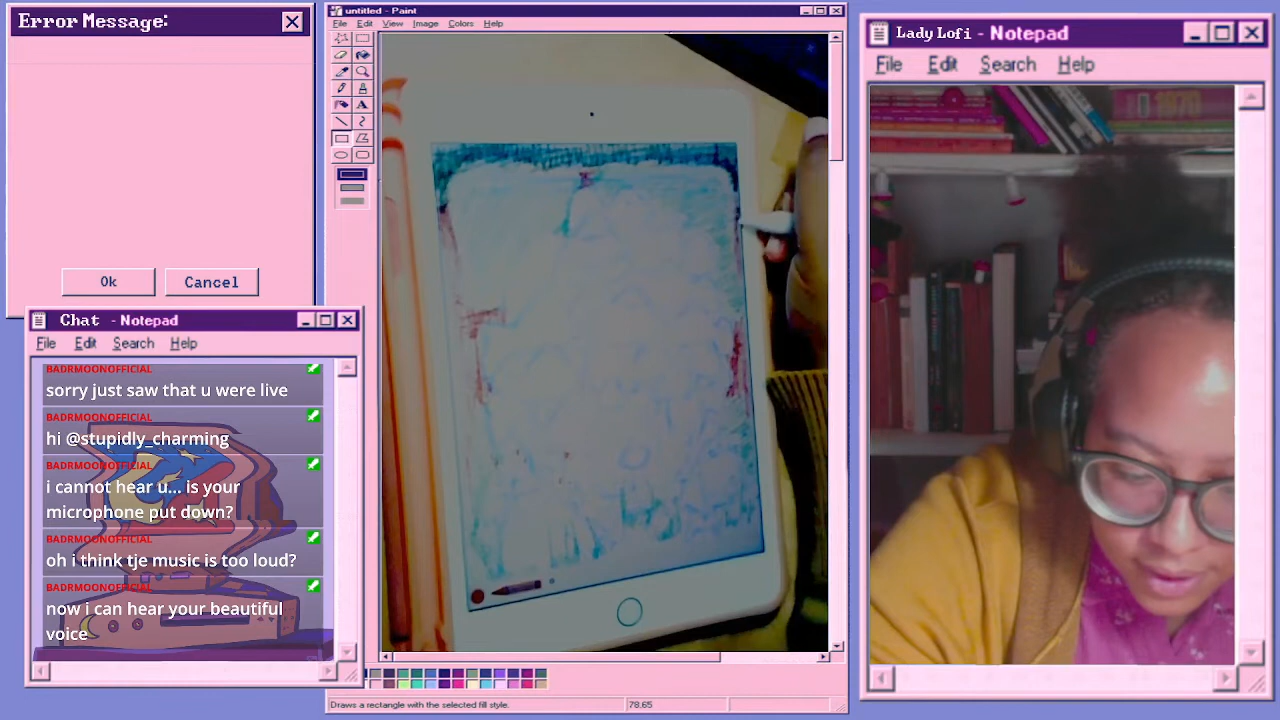 Error Message:
Ok
Cancel
Chat - Notepad
File Edit Search Help
BADRMOONOFFICIAL
sorry just saw that u were live
BADRMOONOFFICIAL
hi @stupidly_charming
BADRMOONOFFICIAL
i cannot hear u... is your
microphone put down?
BADRMOONOFFICIAL
oh i think tje music is too loud?
BADRMOONOFFICIAL
now i can hear your beautiful
voice
untitled - Paint
File Edit View Image Colors Help
A
Draws a rectangle with the selected fill style.
78.65
Lady Lofi - Notepad
File Edit Search Help
1970